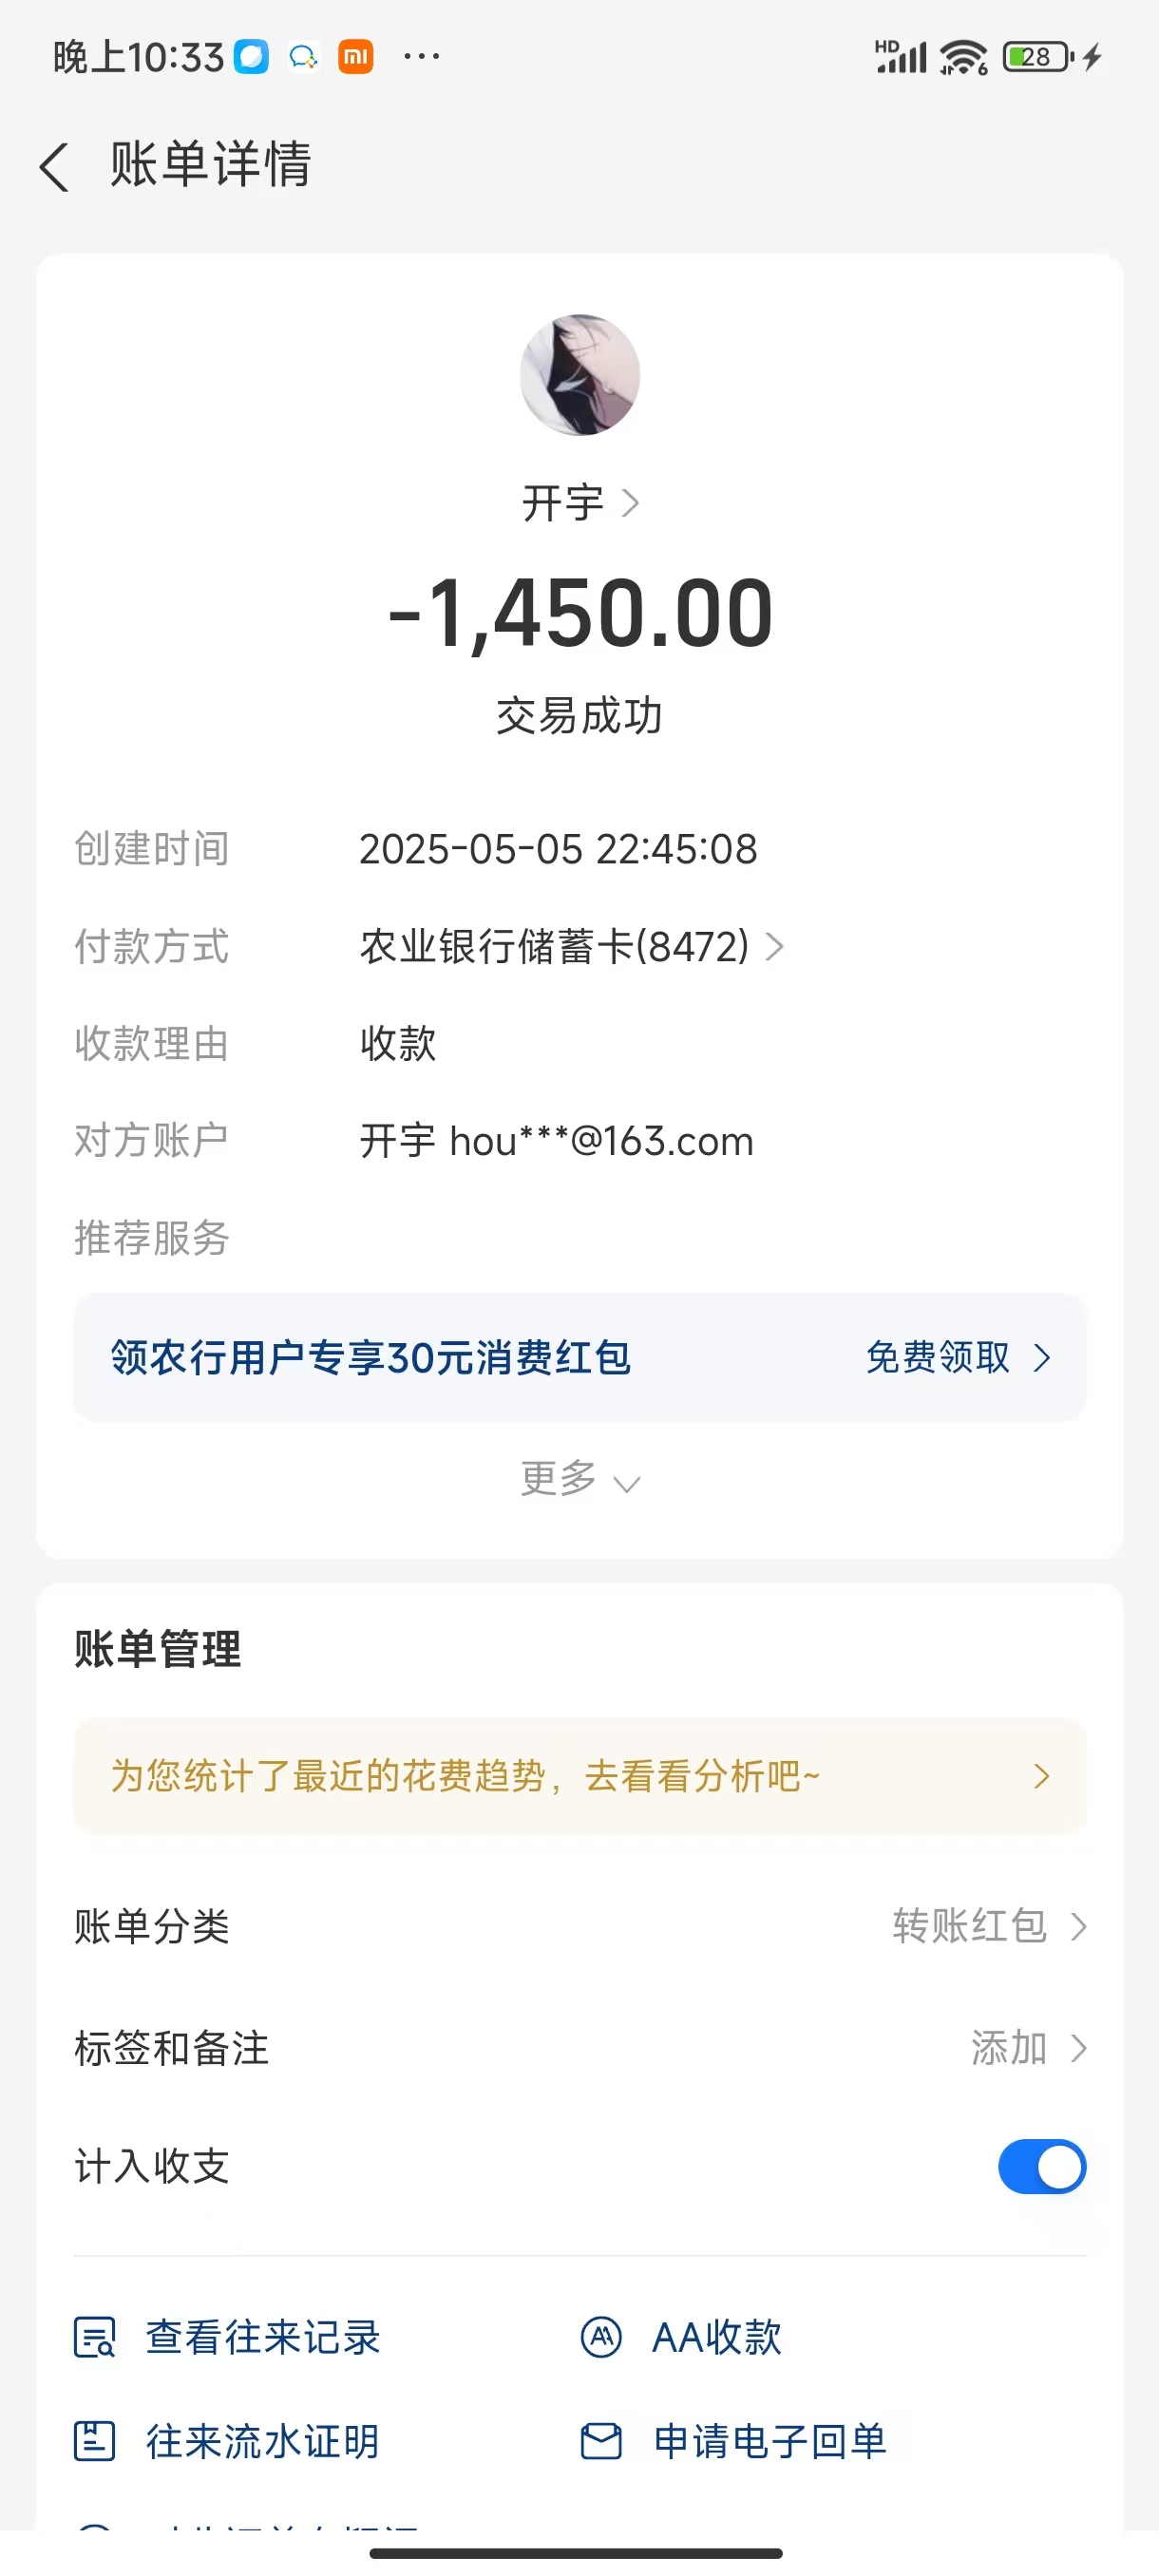 晚上10:33
HD 6 28
账单详情
开宇
-1,450.00
交易成功
创建时间 2025-05-05 22:45:08
付款方式 农业银行储蓄卡(8472)
收款理由 收款
对方账户 开宇 hou***@163.com
推荐服务
领农行用户专享30元消费红包 免费领取
更多
账单管理
为您统计了最近的花费趋势，去看看分析吧~
账单分类 转账红包
标签和备注 添加
计入收支
查看往来记录 AA收款
往来流水证明 申请电子回单